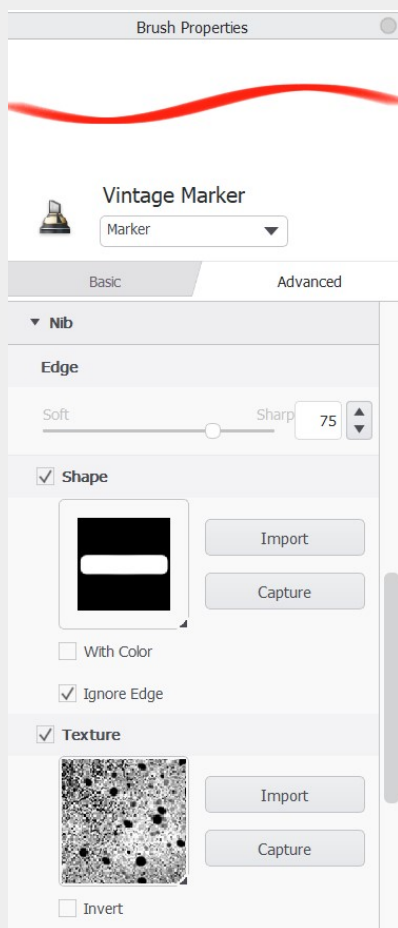 Brush Properties
Vintage Marker
Marker
Basic Advanced
Nib
Edge
Soft Sharp 75
Shape
Import
Capture
With Color
Ignore Edge
Texture
Import
Capture
Invert